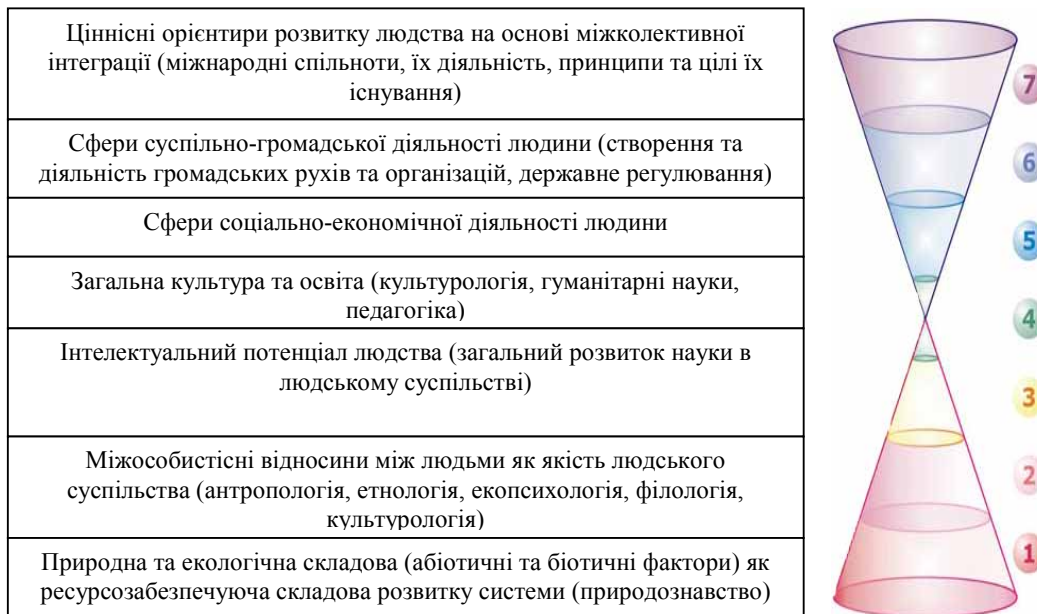 Ціннісні орієнтири розвитку людства на основі міжколективної
інтеграції (міжнародні спільноти, їх діяльність, принципи та цілі їх
існування)
Сфери суспільно-громадської діяльності людини (створення та
діяльність громадських рухів та організацій, державне регулювання)
Сфери соціально-економічної діяльності людини
Загальна культура та освіта (культурологія, гуманітарні науки,
педагогіка)
Інтелектуальний потенціал людства (загальний розвиток науки в
людському суспільстві)
Міжособистісні відносини між людьми як якість людського
суспільства (антропологія, етнологія, екопсихологія, філологія,
культурологія)
Природна та екологічна складова (абіотичні та біотичні фактори) як
ресурсозабезпечуюча складова розвитку системи (природознавство)
7
6
5
4
3
2
1